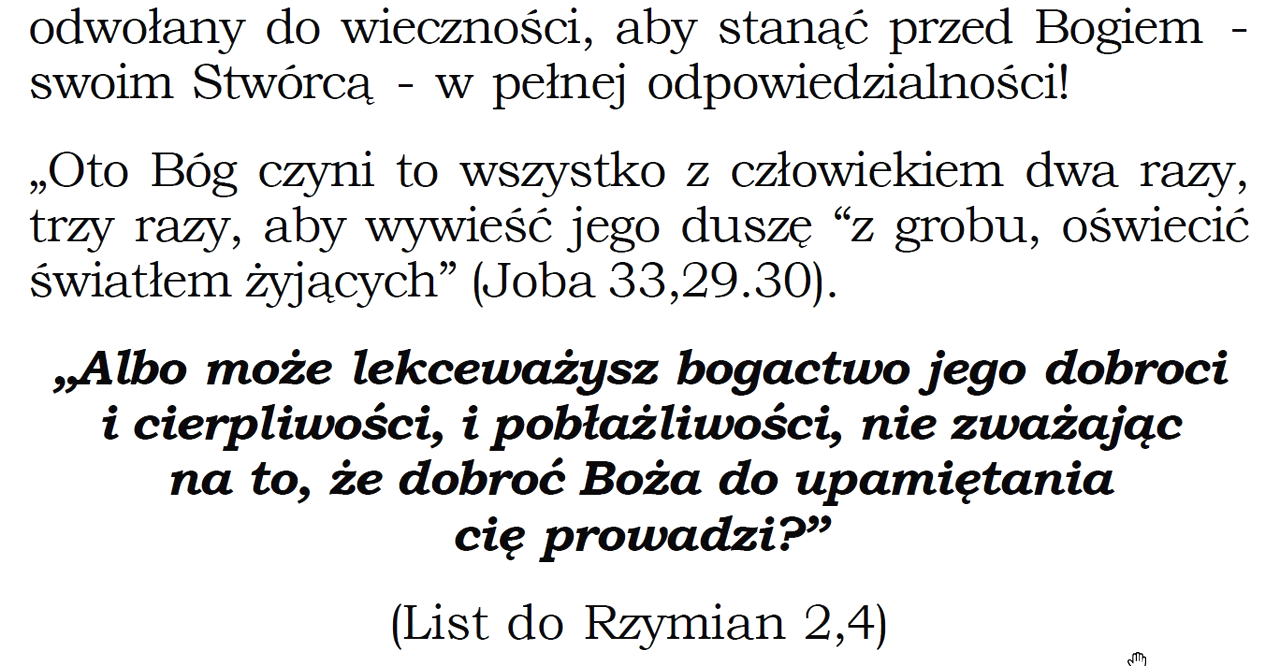 odwołany do wieczności, aby stanąć przed Bogiem -
swoim Stwórcą - w pełnej odpowiedzialności!
„Oto Bóg czyni to wszystko z człowiekiem dwa razy,
trzy razy, aby wywieść jego duszę “z grobu, oświecić
światłem żyjących” (Joba 33,29.30).
„Albo może lekceważysz bogactwo jego dobroci
i cierpliwości, i pobłażliwości, nie zważając
na to, że dobroć Boża do upamiętania
cię prowadzi?”
(List do Rzymian 2,4)